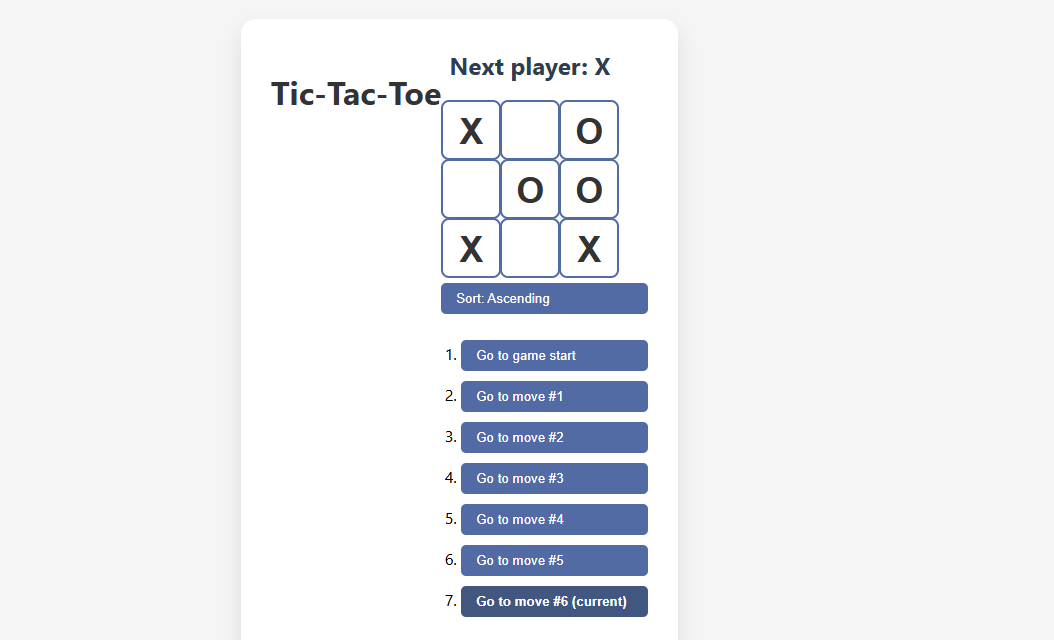 Next player: X
Tic-Tac-Toe
X O
O O
X X
Sort: Ascending
1. Go to game start
2. Go to move #1
3. Go to move #2
4. Go to move #3
5. Go to move #4
6. Go to move #5
7. Go to move #6 (current)